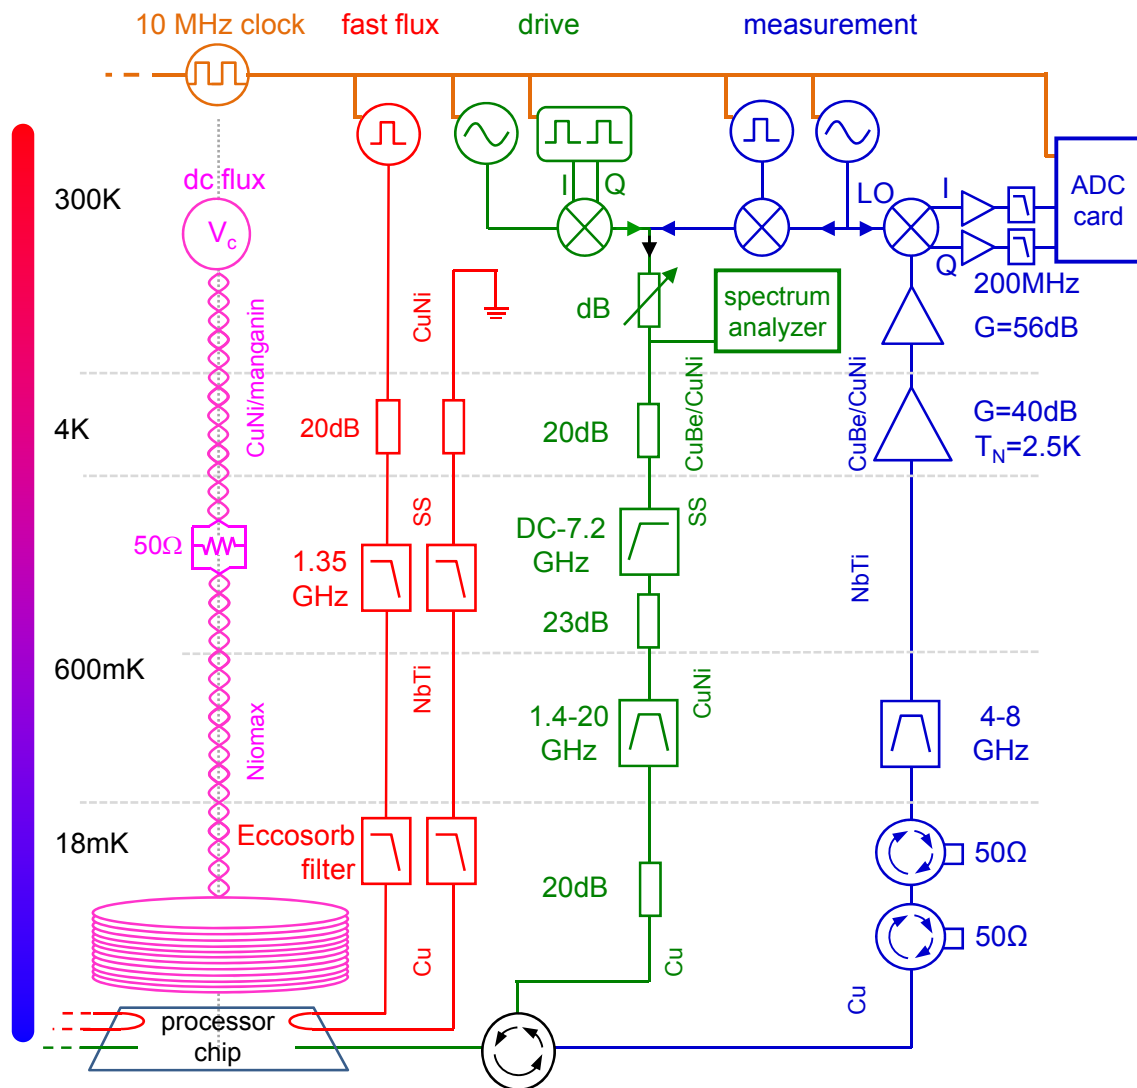 10 MHz clock
fast flux
drive
measurement
300K
4K
600mK
18mK
dc flux
Vc
CuNi/manganin
50Ω
Niomax
CuNi
20dB
SS
1.35
GHz
NbTi
Eccosorb
filter
Cu
I
Q
dB
spectrum
analyzer
CuBe/CuNi
20dB
SS
DC-7.2
GHz
23dB
CuNi
1.4-20
GHz
20dB
Cu
LO
I
Q
ADC
card
200MHz
G=56dB
CuBe/CuNi
G=40dB
TN=2.5K
NbTi
4-8
GHz
50Ω
50Ω
Cu
processor
chip